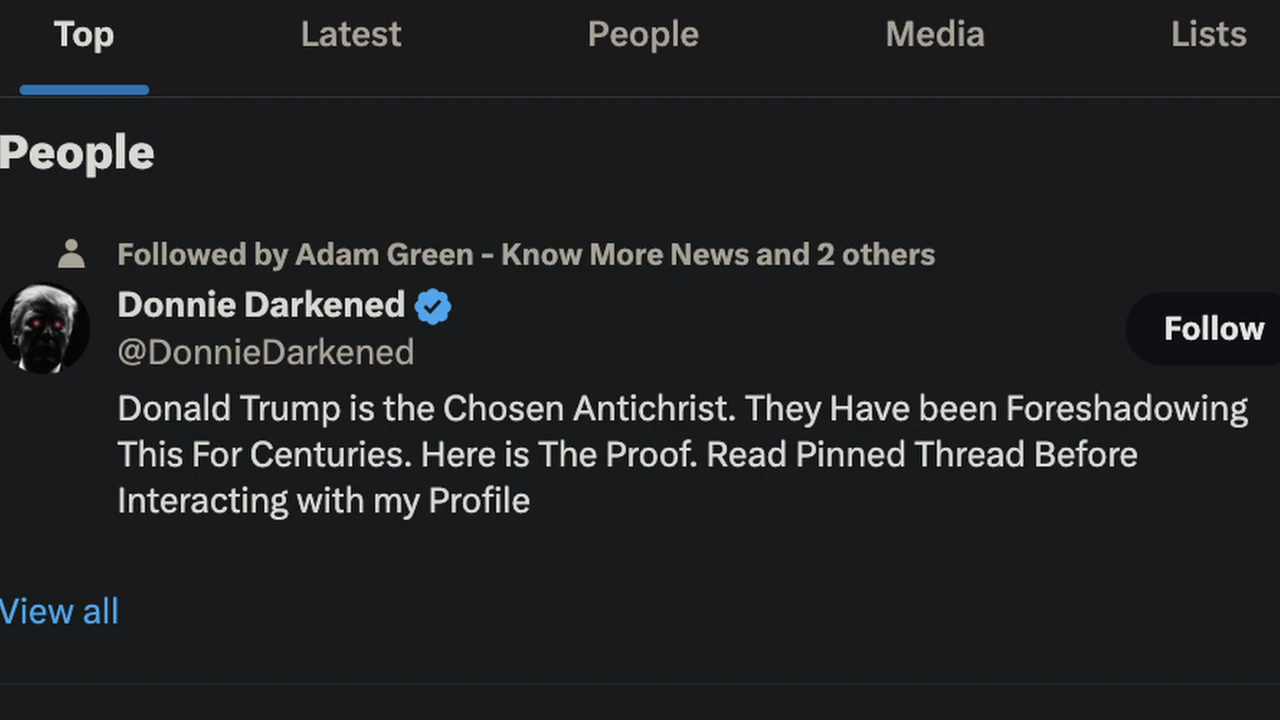 Top Latest People Media Lists
People
Followed by Adam Green - Know More News and 2 others
Donnie Darkened
@DonnieDarkened
Follow
Donald Trump is the Chosen Antichrist. They Have been Foreshadowing
This For Centuries. Here is The Proof. Read Pinned Thread Before
Interacting with my Profile
View all